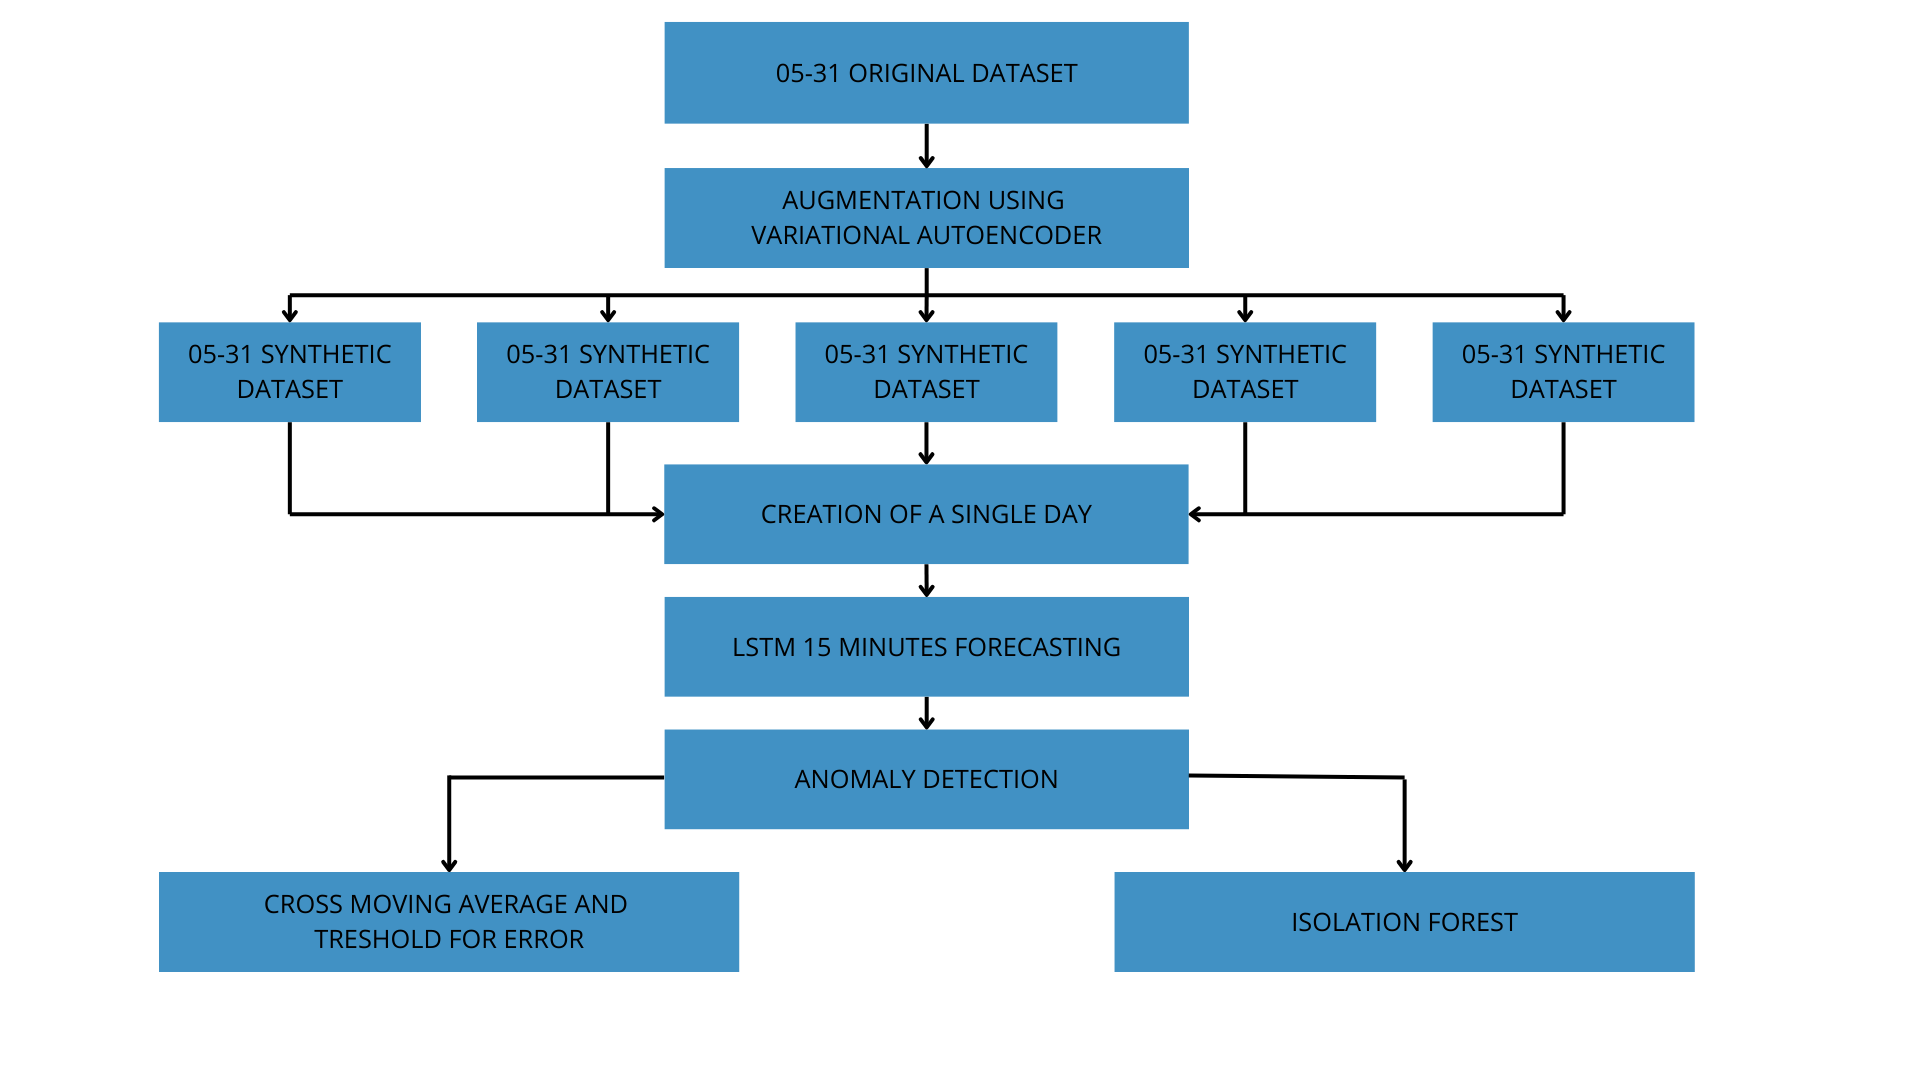 05-31 ORIGINAL DATASET
AUGMENTATION USING
VARIATIONAL AUTOENCODER
05-31 SYNTHETIC
DATASET
05-31 SYNTHETIC
DATASET
05-31 SYNTHETIC
DATASET
05-31 SYNTHETIC
DATASET
05-31 SYNTHETIC
DATASET
CREATION OF A SINGLE DAY
LSTM 15 MINUTES FORECASTING
ANOMALY DETECTION
CROSS MOVING AVERAGE AND
TRESHOLD FOR ERROR
ISOLATION FOREST